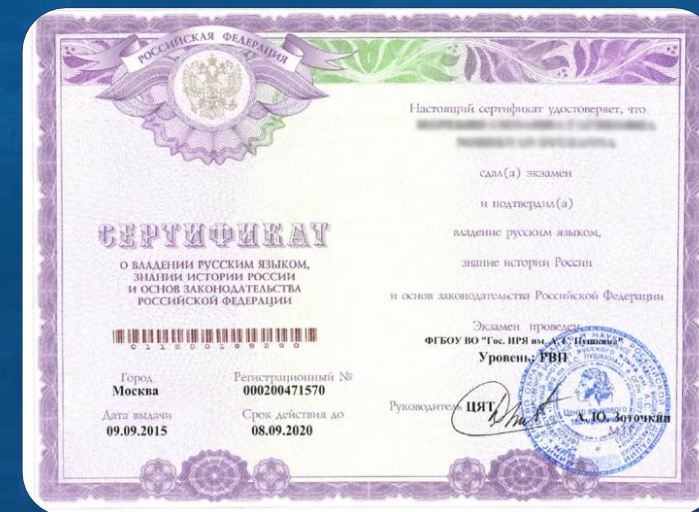 РОССИЙСКАЯ ФЕДЕРАЦИЯ
СЕРТИФИКАТ
О ВЛАДЕНИИ РУССКИМ ЯЗЫКОМ,
ЗНАНИИ ИСТОРИИ РОССИИ
И ОСНОВ ЗАКОНОДАТЕЛЬСТВА
РОССИЙСКОЙ ФЕДЕРАЦИИ
Город
Москва
Регистрационный №
000200471570
Дата выдачи
09.09.2015
Срок действия до
08.09.2020
Настоящий сертификат удостоверяет, что
сдал(а) экзамен
и подтвердил(а)
владение русским языком,
знание истории России
и основ законодательства Российской Федерации
Экзамен проведен
ФГБОУ ВО "Гос. ИРЯ им. А.С. Пушкина"
Уровень: РВП
Руководитель ЦЯТ
А.Ю. Зоточкин